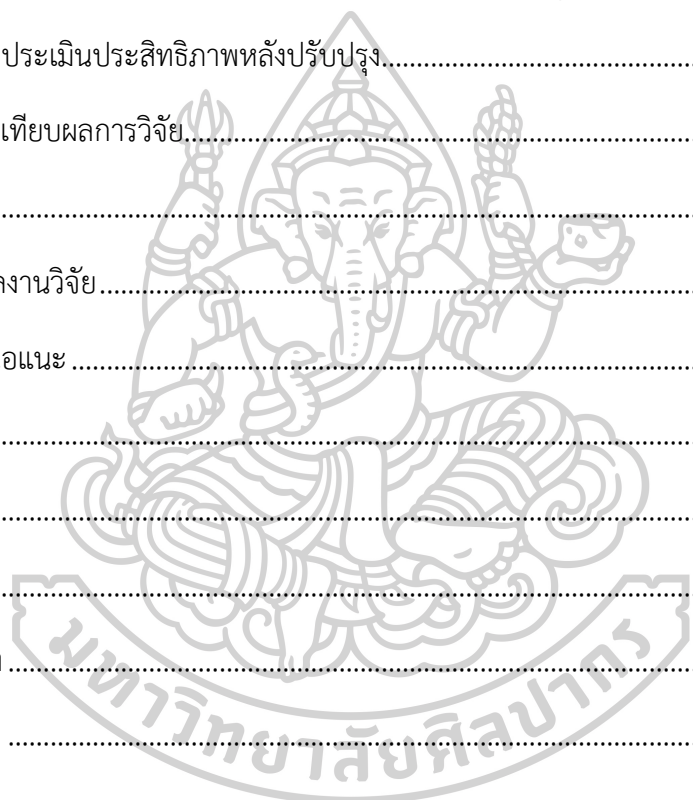 ประเมินประสิทธิภาพหลังปรับปรุง........................................................
เทียบผลการวิจัย........................................................................................
....................................................................................................................
งานวิจัย.....................................................................................................
อแนะ.........................................................................................................
....................................................................................................................
....................................................................................................................
....................................................................................................................
....................................................................................................................
....................................................................................................................
มหาวิทยาลัยศิลปากร